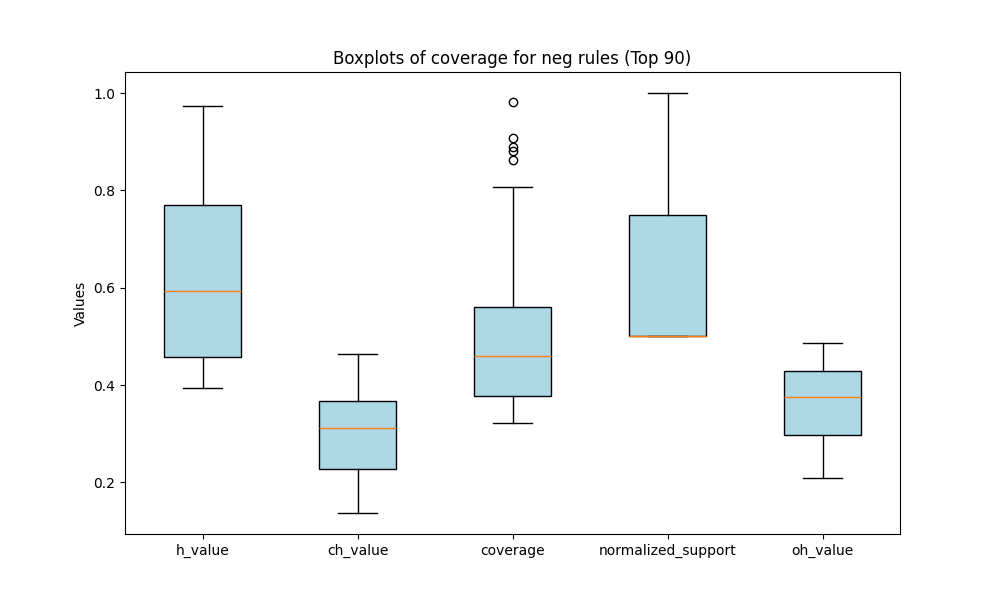 Boxplots of coverage for neg rules (Top 90)
1.0
0.8
0.6
0.4
0.2
Values
h_value
ch_value
coverage
normalized_support
oh_value